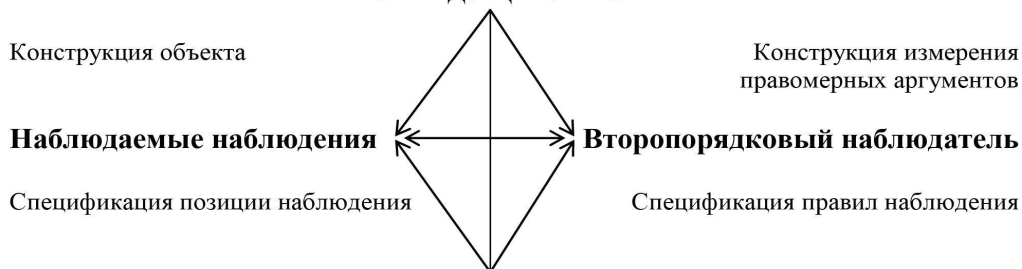 Конструкция объекта
Конструкция измерения
правомерных аргументов
Наблюдаемые наблюдения
Второпорядковый наблюдатель
Спецификация позиции наблюдения
Спецификация правил наблюдения